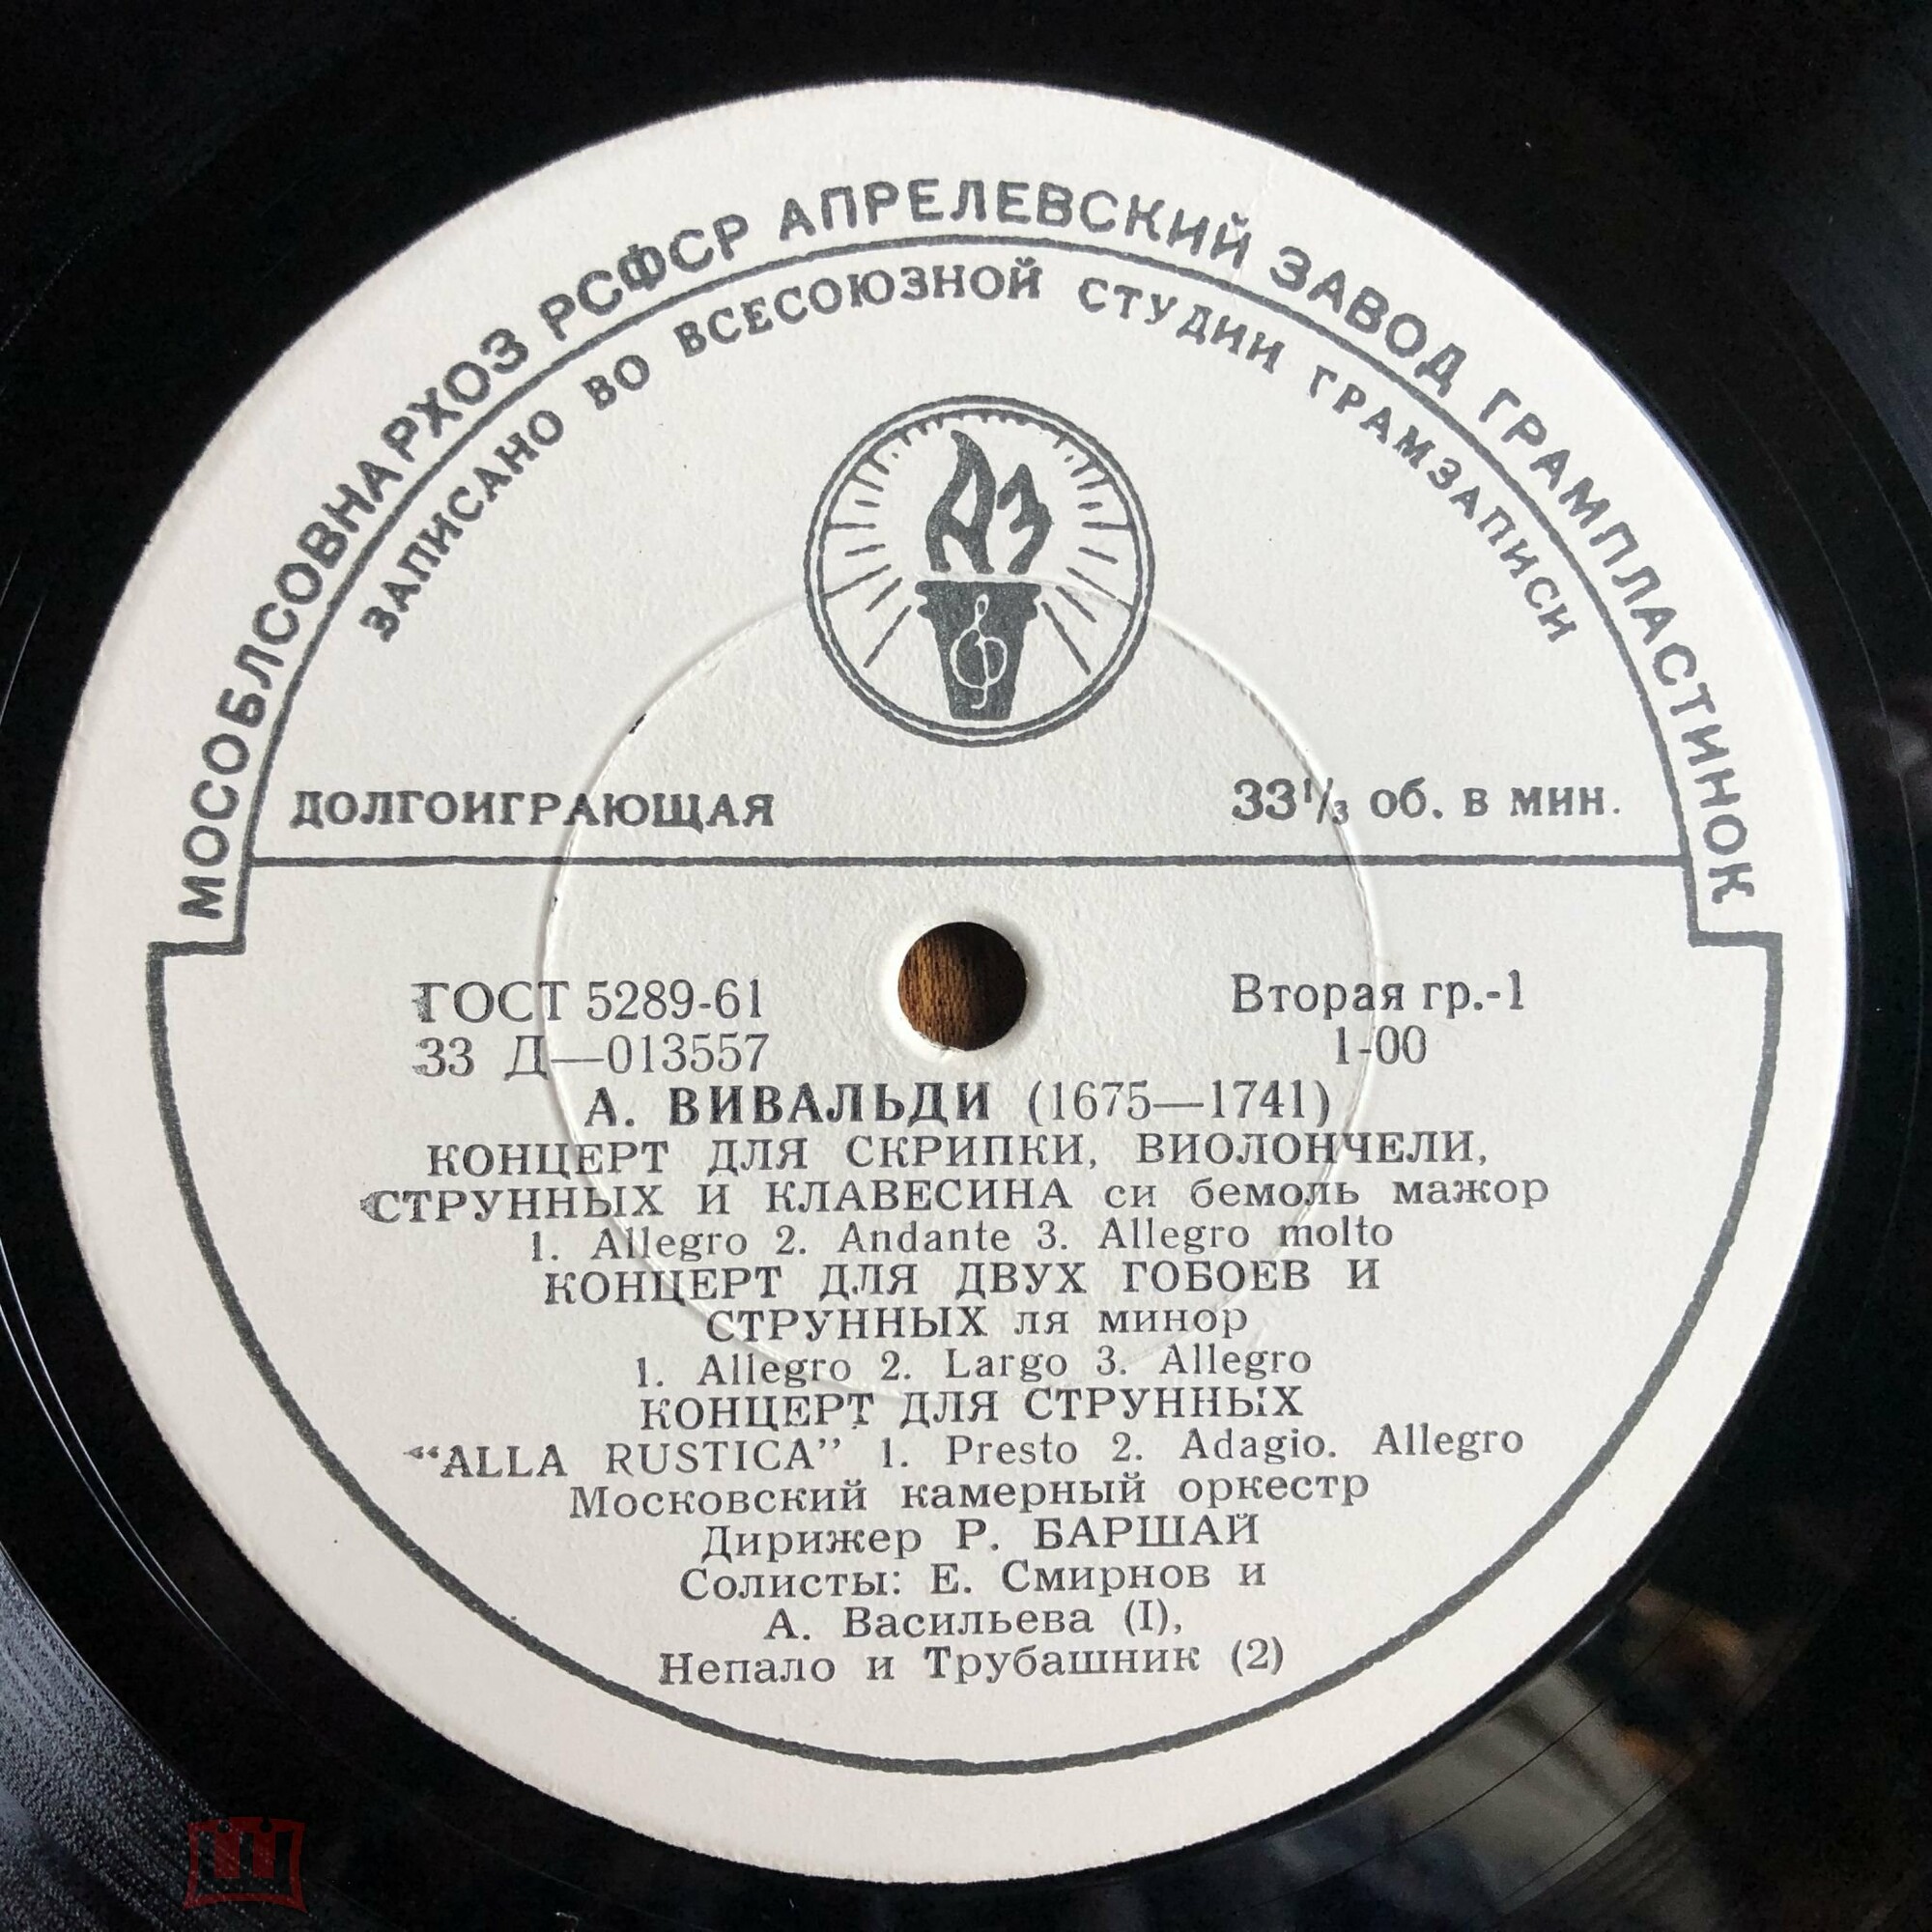 МОСОБЛСОВНАРХОЗ РСФСР АПРЕЛЕВСКИЙ ЗАВОД ГРАМПЛАСТИНОК
ЗАПИСАНО ВО ВСЕСОЮЗНОЙ СТУДИИ ГРАМЗАПИСИ
АЗ
ДОЛГОИГРАЮЩАЯ 33 1/3 об. в мин.
ГОСТ 5289-61 Вторая гр.-1
33 Д—013557 1-00
А. ВИВАЛЬДИ (1675—1741)
КОНЦЕРТ ДЛЯ СКРИПКИ, ВИОЛОНЧЕЛИ,
СТРУННЫХ И КЛАВЕСИНА си бемоль мажор
1. Allegro 2. Andante 3. Allegro molto
КОНЦЕРТ ДЛЯ ДВУХ ГОБОЕВ И
СТРУННЫХ ля минор
1. Allegro 2. Largo 3. Allegro
КОНЦЕРТ ДЛЯ СТРУННЫХ
“ALLA RUSTICA” 1. Presto 2. Adagio. Allegro
Московский камерный оркестр
Дирижер Р. БАРШАЙ
Солисты: Е. Смирнов и
А. Васильева (I),
Непало и Трубашник (2)